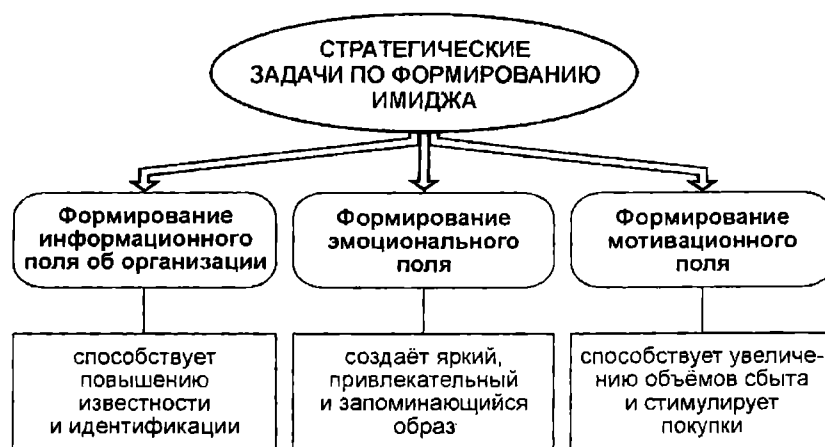 СТРАТЕГИЧЕСКИЕ
ЗАДАЧИ ПО ФОРМИРОВАНИЮ
ИМИДЖА
Формирование
информационного
поля об организации
Формирование
эмоционального
поля
Формирование
мотивационного
поля
способствует
повышению
известности
и идентификации
создаёт яркий,
привлекательный
и запоминающийся
образ
способствует увеличе-
нию объёмов сбыта
и стимулирует
покупки